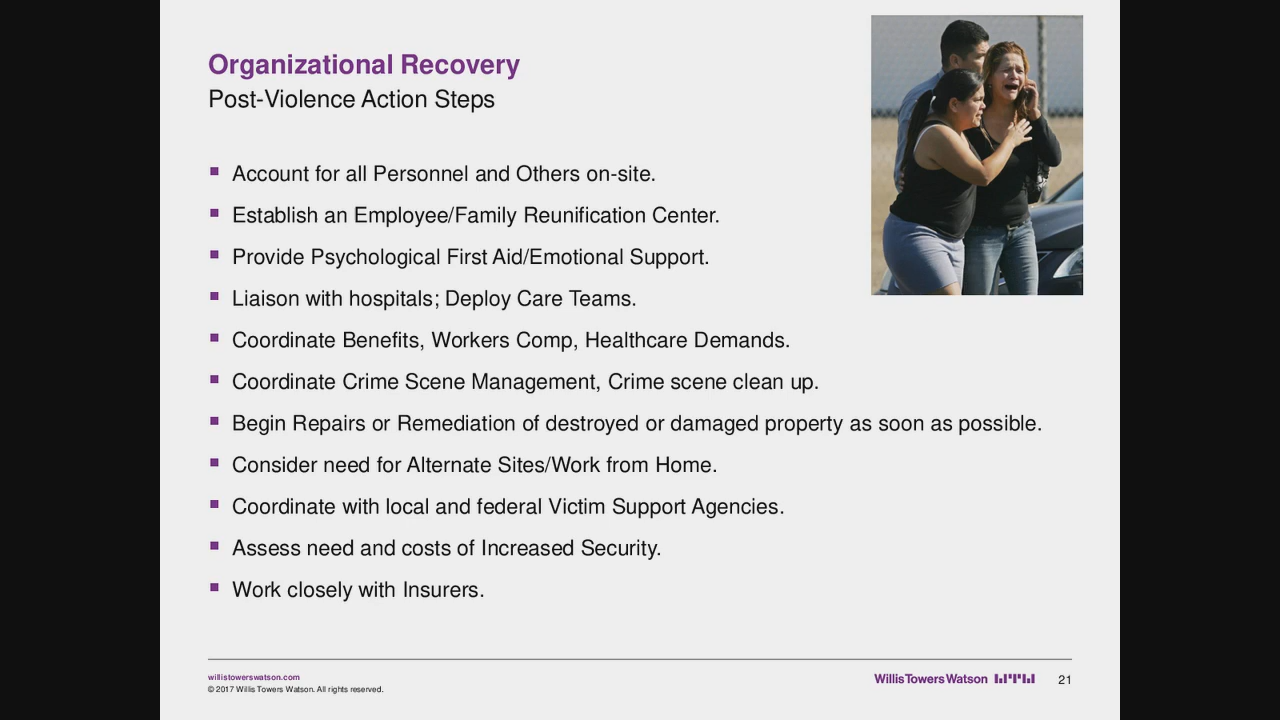 Organizational Recovery
Post-Violence Action Steps
Account for all Personnel and Others on-site.
Establish an Employee/Family Reunification Center.
Provide Psychological First Aid/Emotional Support.
Liaison with hospitals; Deploy Care Teams.
Coordinate Benefits, Workers Comp, Healthcare Demands.
Coordinate Crime Scene Management, Crime scene clean up.
Begin Repairs or Remediation of destroyed or damaged property as soon as possible.
Consider need for Alternate Sites/Work from Home.
Coordinate with local and federal Victim Support Agencies.
Assess need and costs of Increased Security.
Work closely with Insurers.
willistowerswatson.com
© 2017 Willis Towers Watson. All rights reserved.
WillisTowersWatson
21